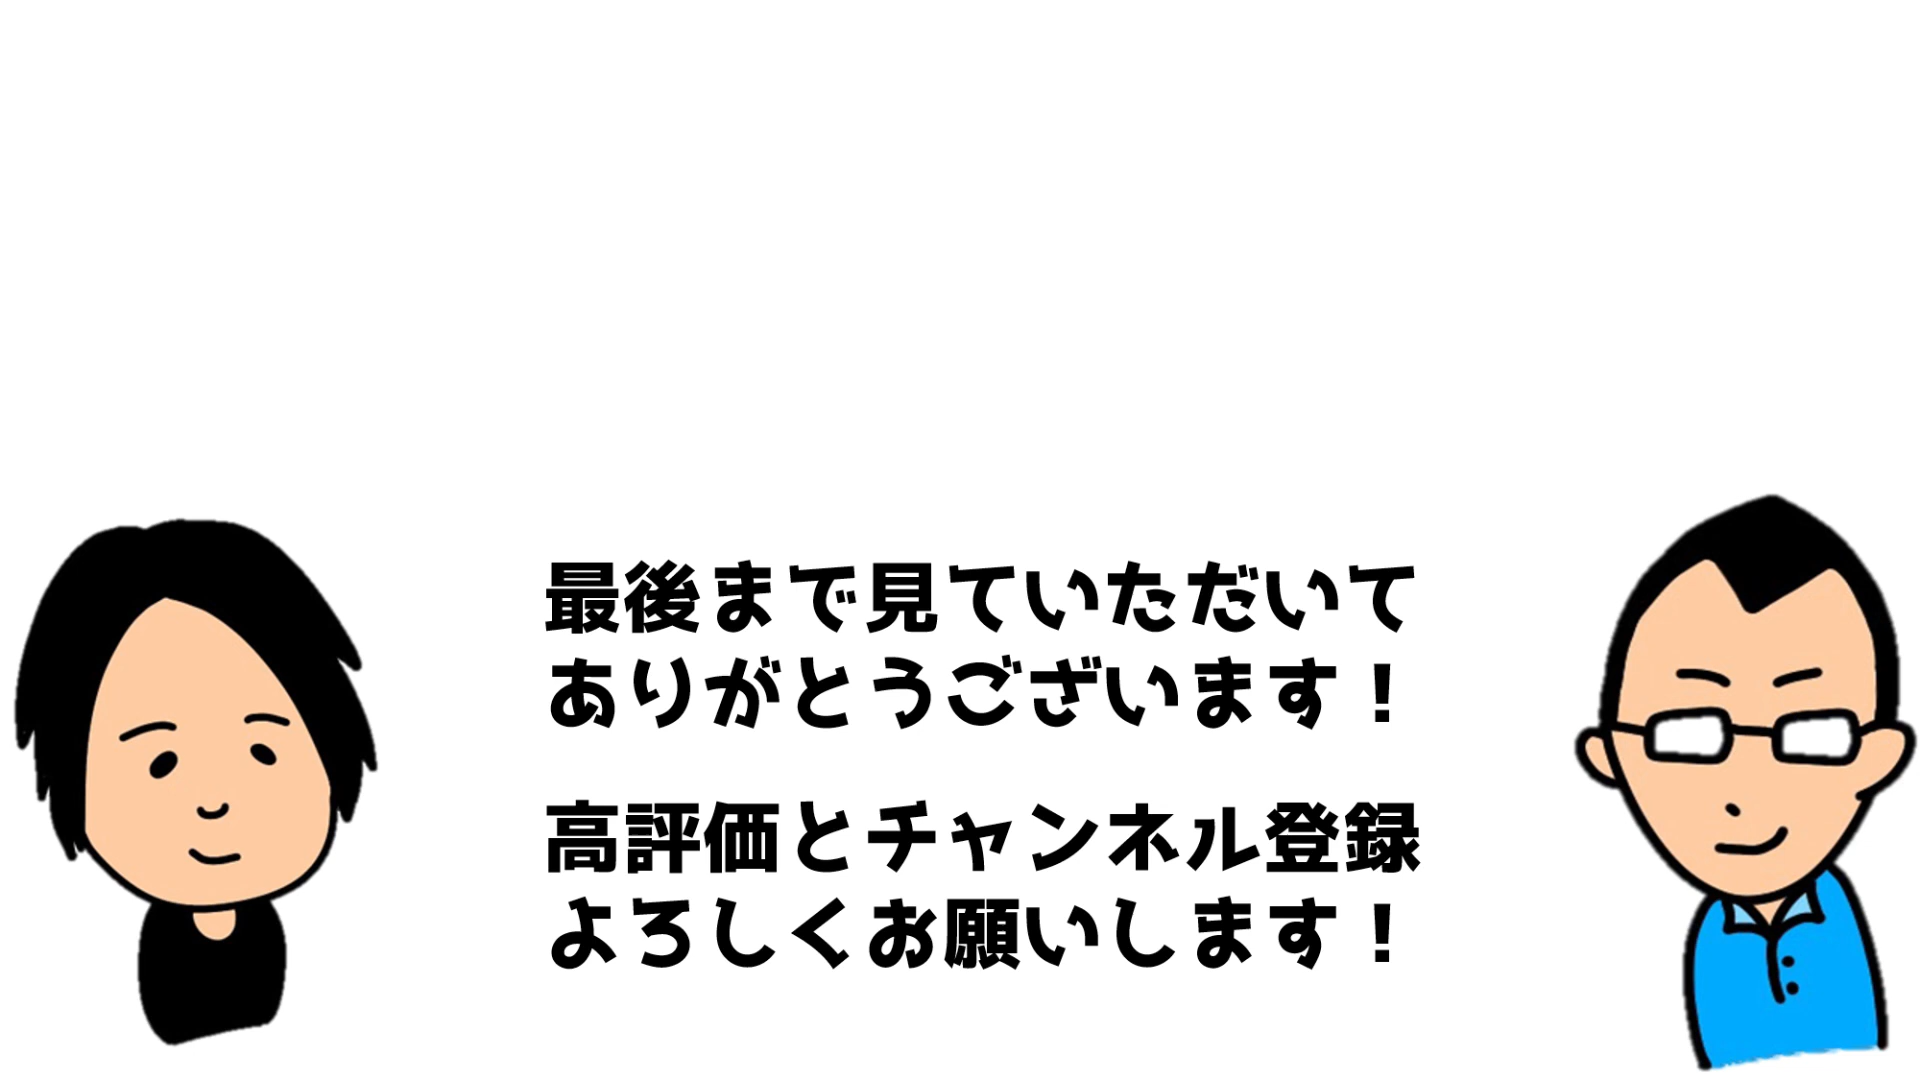 最後まで見ていただいて
ありがとうございます！
高評価とチャンネル登録
よろしくお願いします！